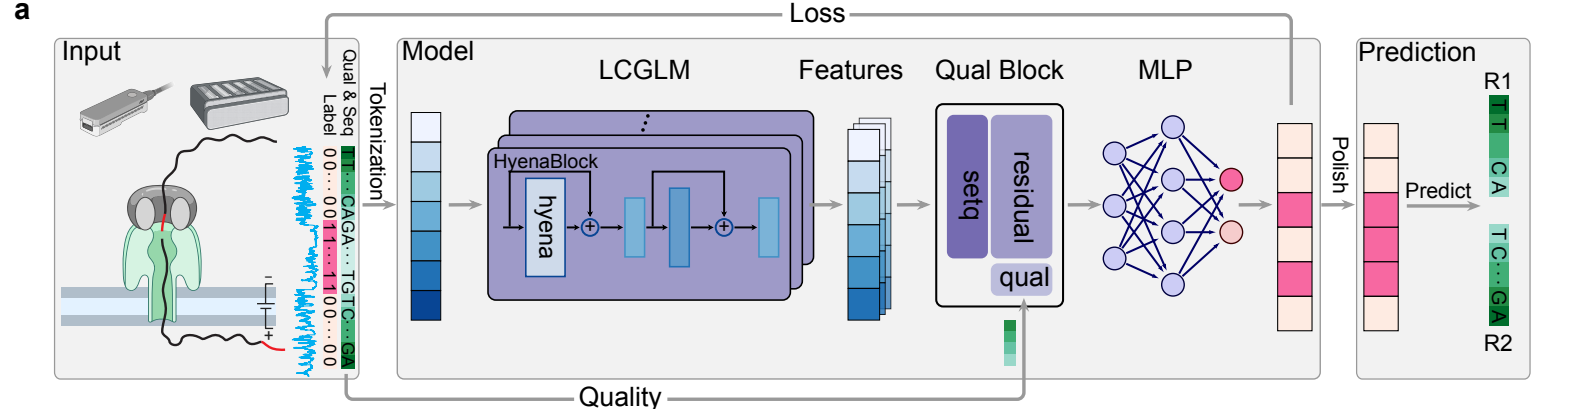 a
Loss
Input
Qual & Seq
Label
TT···CAGA···TGTC···GA
00···0011···1100···00
Tokenization
Model
LCGLM
Features
Qual Block
MLP
⋮
HyenaBlock
hyena
+
+
setq
residual
qual
−
+
Quality
Polish
Prediction
Predict
R1
TT
CA
TC···GA
R2